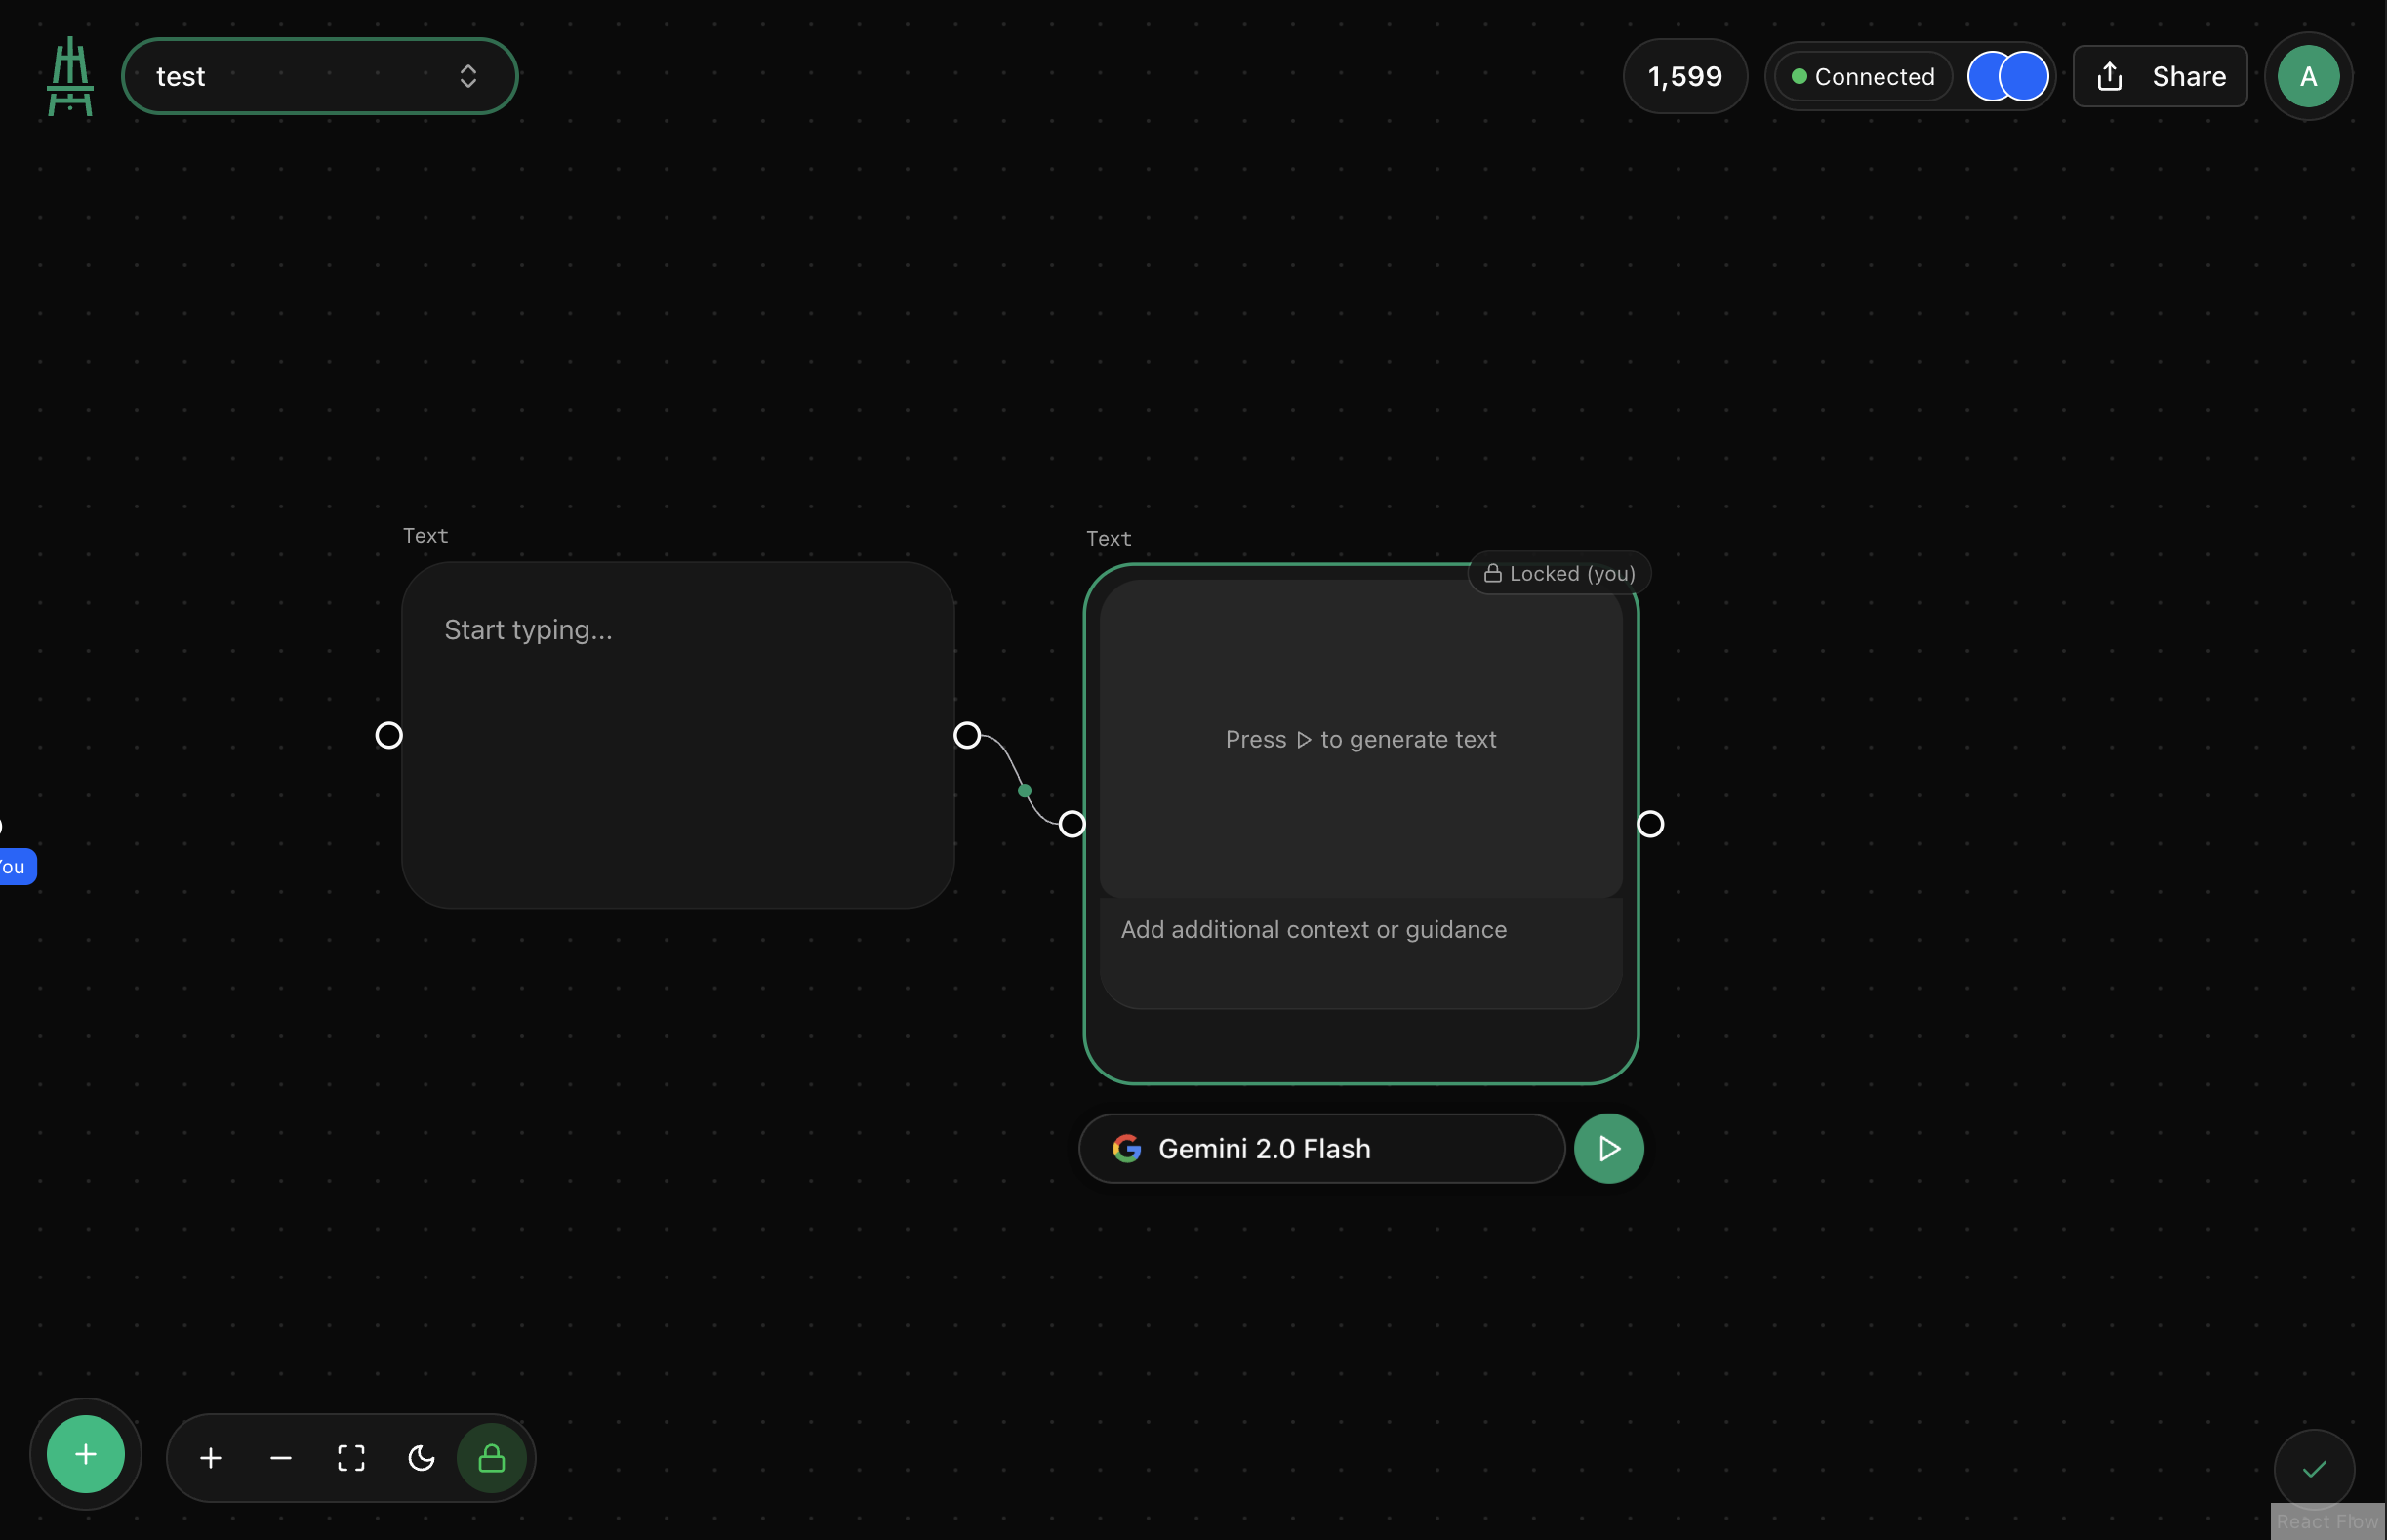 test
1,599
Connected
Share
A
Text
Text
Locked (you)
Start typing...
Press to generate text
You
Add additional context or guidance
Gemini 2.0 Flash
React Flow